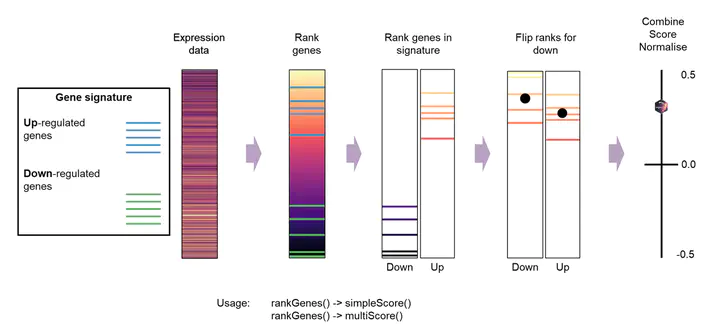 Gene signature
Up-regulated
genes
Down-regulated
genes
Expression
data
Rank
genes
Rank genes in
signature
Down
Up
Flip ranks for
down
Down
Up
Combine
Score
Normalise
0.5
0.0
-0.5
Usage: rankGenes() -> simpleScore()
rankGenes() -> multiScore()